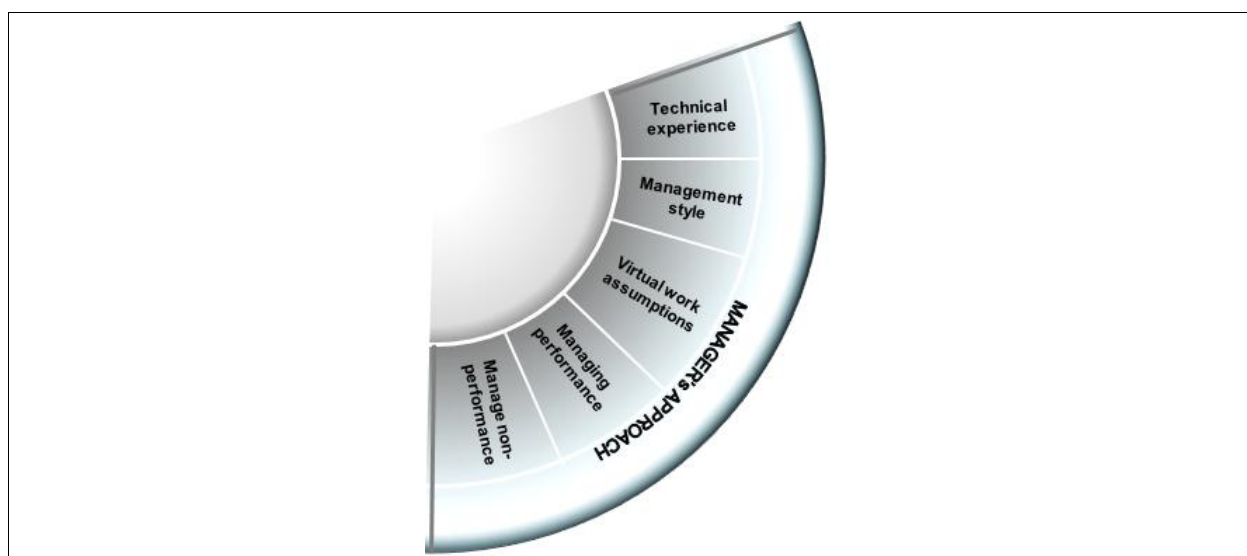 Technical
experience
Management
style
Virtual work
assumptions
Managing
performance
Manage non-
performance
MANAGER's APPROACH